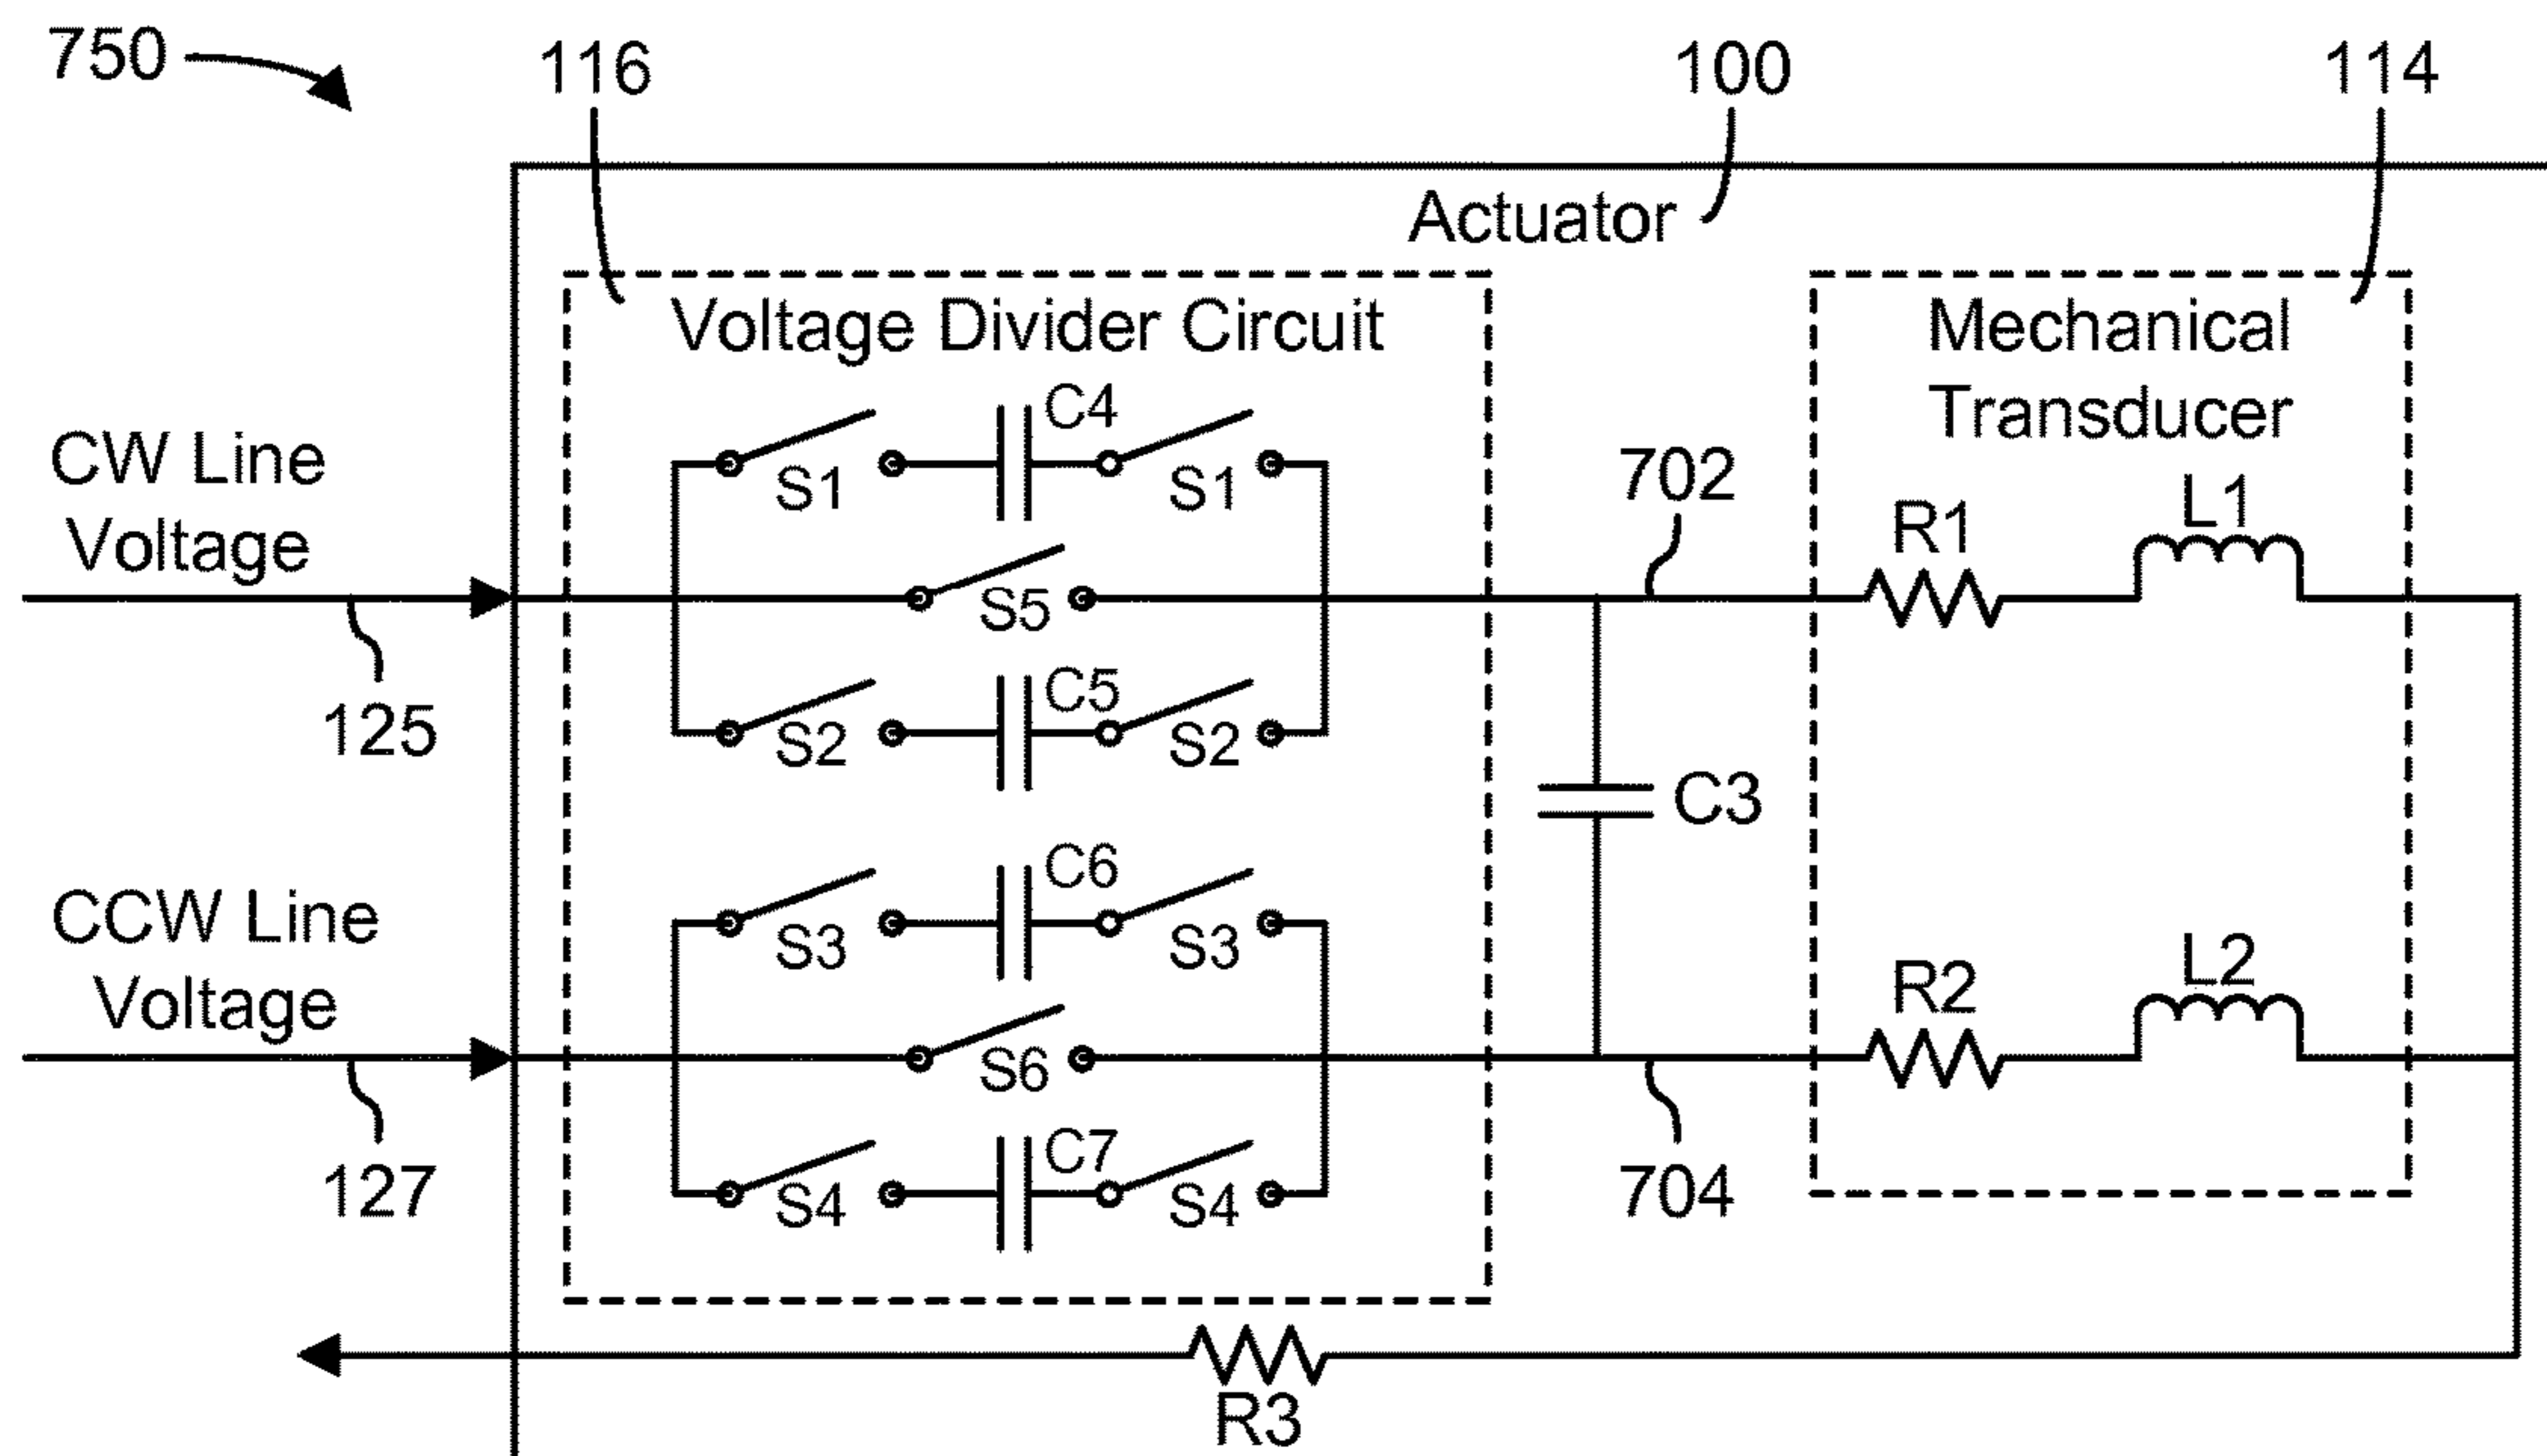 750
116
100
114
Actuator
Voltage Divider Circuit
Mechanical
Transducer
CW Line
Voltage
C4
S1
S1
702
R1
L1
S5
125
C5
S2
S2
C3
CCW Line
Voltage
C6
S3
S3
R2
L2
S6
127
C7
S4
S4
704
R3